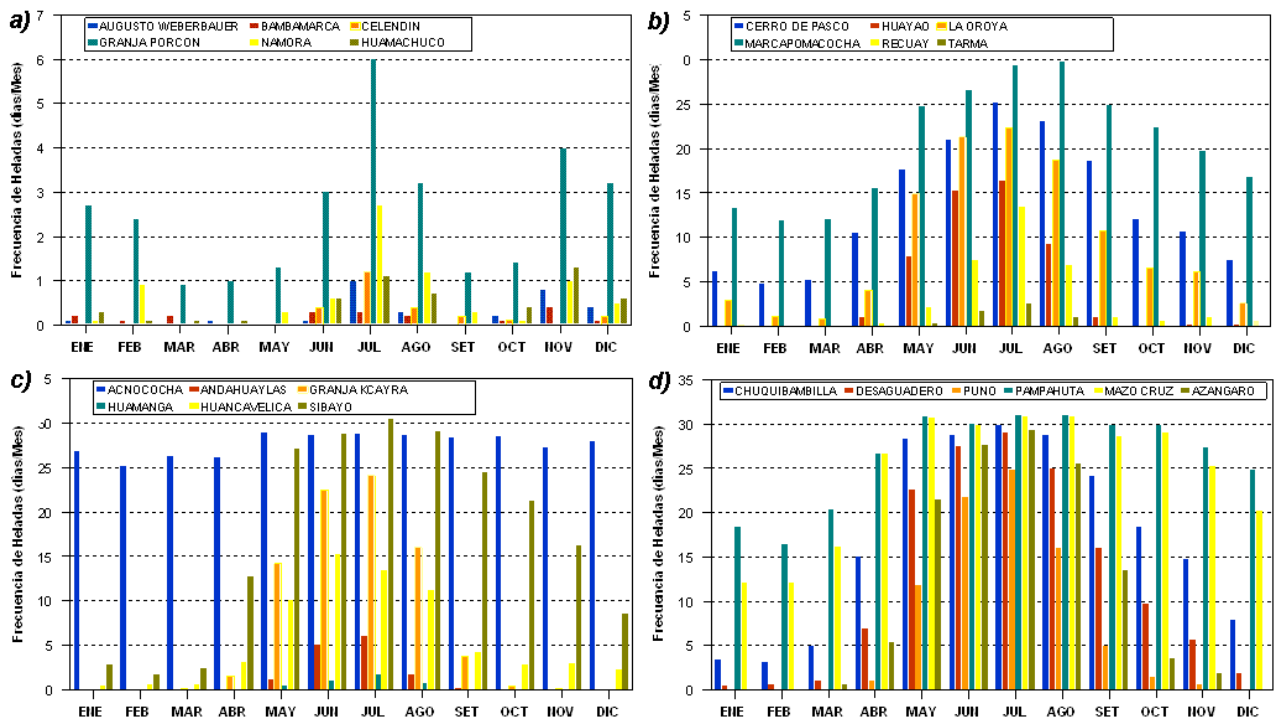 a)
AUGUSTO WEBERBAUER BAMBAMARCA CELENDIN
GRANJA PORCON NAMORA HUAMACHUCO
Frecuencia de Heladas (dias/Mes)
7
6
5
4
3
2
1
0
ENE FEB MAR ABR MAY JUN JUL AGO SET OCT NOV DIC
b)
CERRO DE PASCO HUAYAO LA OROYA
MARCAPOMACOCHA RECUAY TARMA
Frecuencia de Heladas (dias/Mes)
5
0
25
20
15
10
5
0
ENE FEB MAR ABR MAY JUN JUL AGO SET OCT NOV DIC
c)
ACNOCOCHA ANDAHUAYLAS GRANJA KCAYRA
HUAMANGA HUANCAVELICA SIBAYO
Frecuencia de Heladas (dias/Mes)
5
30
25
20
15
10
5
0
ENE FEB MAR ABR MAY JUN JUL AGO SET OCT NOV DIC
d)
CHUQUIBAMBILLA DESAGUADERO PUNO PAMPAHUTA MAZO CRUZ AZANGARO
Frecuencia de Heladas (dias/Mes)
35
30
25
20
15
10
5
0
ENE FEB MAR ABR MAY JUN JUL AGO SET OCT NOV DIC